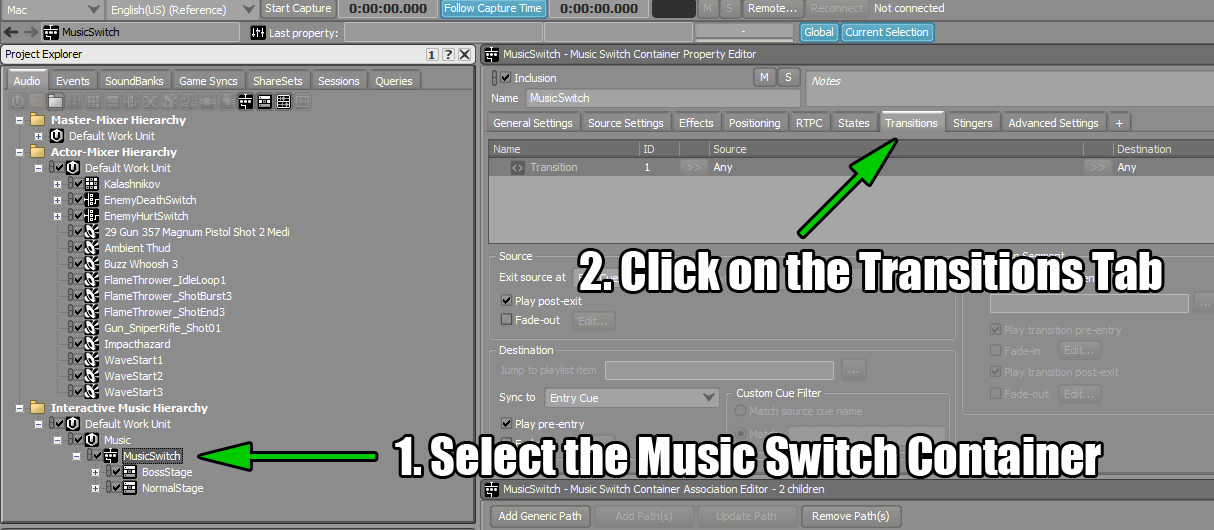 Mac English(US) (Reference) Start Capture 0:00:00.000 Follow Capture Time 0:00:00.000 M S Remote... Reconnect Not connected
MusicSwitch Last property: - Global Current Selection
Project Explorer 1 ? X
Audio Events SoundBanks Game Syncs ShareSets Sessions Queries
Master-Mixer Hierarchy
Default Work Unit
Actor-Mixer Hierarchy
Default Work Unit
Kalashnikov
EnemyDeathSwitch
EnemyHurtSwitch
29 Gun 357 Magnum Pistol Shot 2 Medi
Ambient Thud
Buzz Whoosh 3
FlameThrower_IdleLoop1
FlameThrower_ShotBurst3
FlameThrower_ShotEnd3
Gun_SniperRifle_Shot01
Impacthazard
WaveStart1
WaveStart2
WaveStart3
Interactive Music Hierarchy
Default Work Unit
Music
MusicSwitch
BossStage
NormalStage
MusicSwitch - Music Switch Container Property Editor
Inclusion M S Notes
Name MusicSwitch
General Settings Source Settings Effects Positioning RTPC States Transitions Stingers Advanced Settings +
Name ID Source Destination
Transition 1 >> Any >> Any
2. Click on the Transitions Tab
Source
Exit source at
Play post-exit
Fade-out Edit...
Segment
...
Play transition pre-entry
Fade-in Edit...
Play transition post-exit
Fade-out Edit...
Destination
Jump to playlist item ...
Sync to Entry Cue
Play pre-entry
Custom Cue Filter
Match source cue name
Match
1. Select the Music Switch Container
MusicSwitch - Music Switch Container Association Editor - 2 children
Add Generic Path Add Path(s) Update Path Remove Path(s)